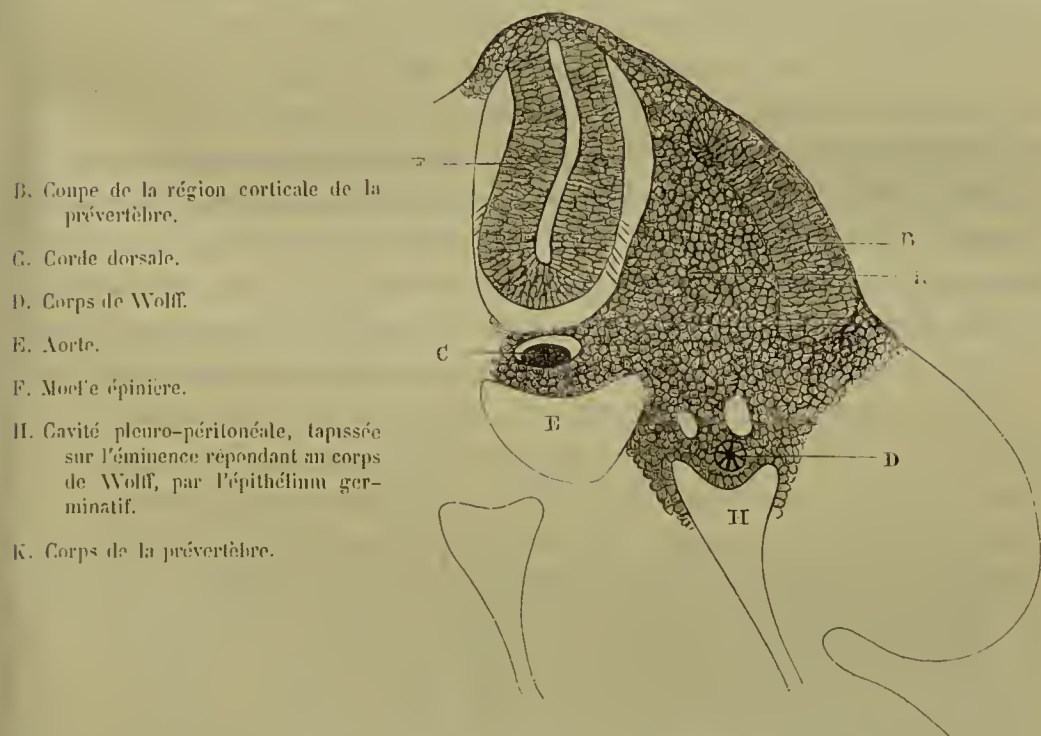 B. Coupe de la région corticale de la
prévertèbre.
C. Corde dorsale.
D. Corps de Wolff.
E. Aorte.
F. Moel'e épinière.
H. Cavité pleuro-péritonéale, tapissée
sur l'éminence répondant au corps
de Wolff, par l'épithélium ger-
minatif.
K. Corps de la prévertèbre.
F
B
K
C
E
D
H